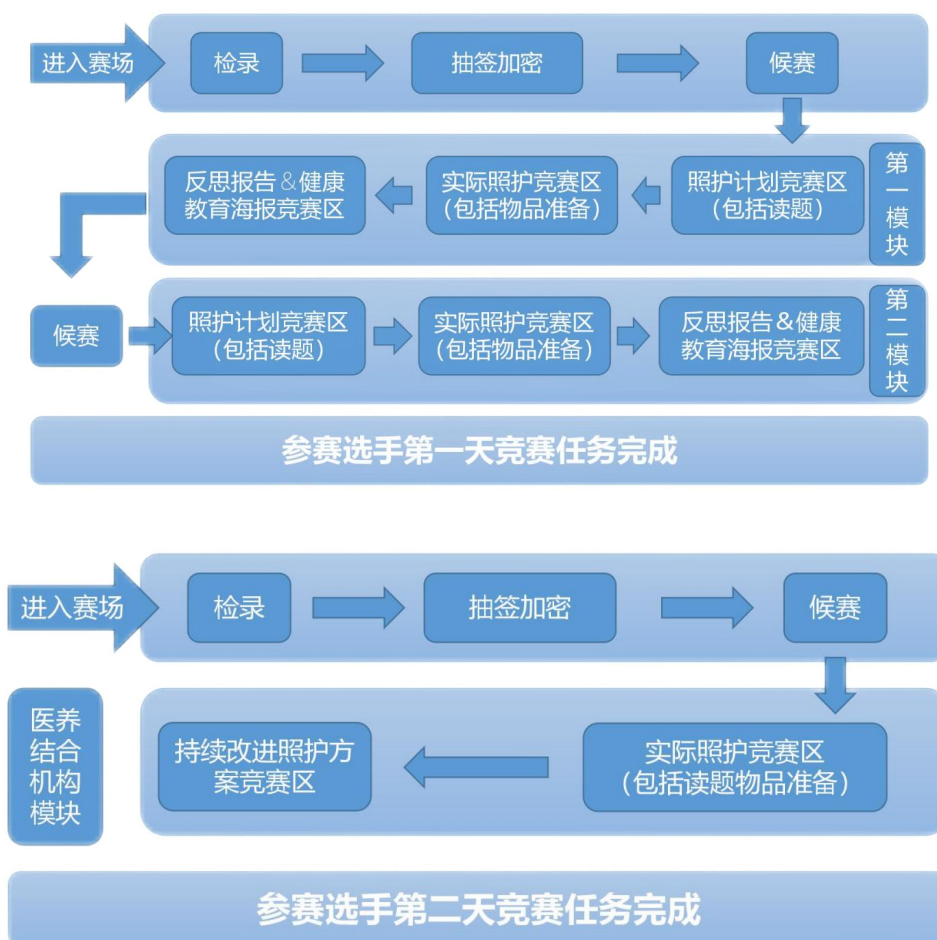 进入赛场
检录
抽签加密
候赛
第一模块
照护计划竞赛区
(包括读题)
实际照护竞赛区
(包括物品准备)
反思报告&健康
教育海报竞赛区
候赛
照护计划竞赛区
(包括读题)
实际照护竞赛区
(包括物品准备)
反思报告&健康
教育海报竞赛区
第二模块
参赛选手第一天竞赛任务完成
进入赛场
检录
抽签加密
候赛
医养
结合
机构
模块
实际照护竞赛区
(包括读题物品准备)
持续改进照护方
案竞赛区
参赛选手第二天竞赛任务完成